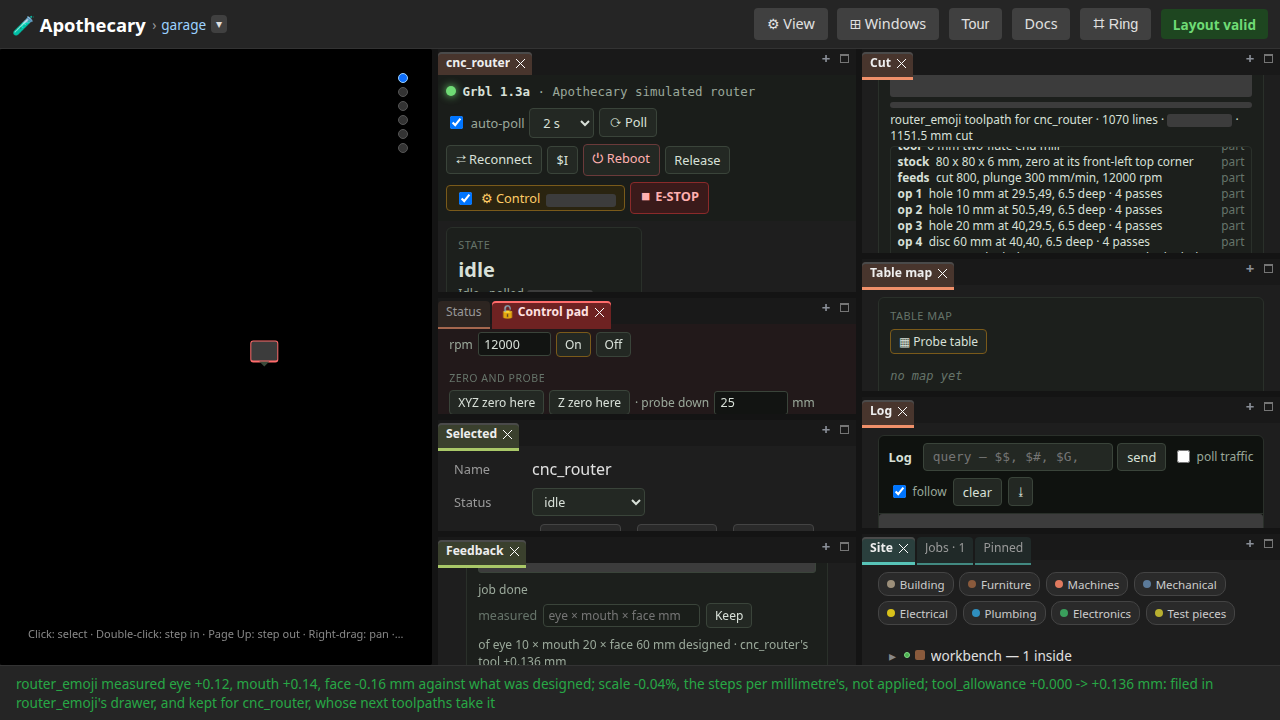 🧪 Apothecary › garage ▾
⚙ View
⊞ Windows
Tour
Docs
⌗ Ring
Layout valid
Click: select · Double-click: step in · Page Up: step out · Right-drag: pan ·...
cnc_router
Grbl 1.3a · Apothecary simulated router
auto-poll 2 s ⟳ Poll
⇄ Reconnect $I ⏻ Reboot Release
⚙ Control ■ E-STOP
STATE
idle
Status 🔓 Control pad
rpm 12000 On Off
ZERO AND PROBE
XYZ zero here Z zero here · probe down 25 mm
Selected
Name cnc_router
Status idle
Feedback
job done
measured eye × mouth × face mm Keep
of eye 10 × mouth 20 × face 60 mm designed · cnc_router's
tool +0.136 mm
Cut
router_emoji toolpath for cnc_router · 1070 lines · ·
1151.5 mm cut
tool 6 mm two-flute end mill part
stock 80 x 80 x 6 mm, zero at its front-left top corner part
feeds cut 800, plunge 300 mm/min, 12000 rpm part
op 1 hole 10 mm at 29.5,49, 6.5 deep · 4 passes part
op 2 hole 10 mm at 50.5,49, 6.5 deep · 4 passes part
op 3 hole 20 mm at 40,29.5, 6.5 deep · 4 passes part
op 4 disc 60 mm at 40,40, 6.5 deep · 4 passes part
Table map
TABLE MAP
▦ Probe table
no map yet
Log
Log query — $$, $#, $G, send poll traffic
follow clear ⤓
Site Jobs · 1 Pinned
Building Furniture Machines Mechanical
Electrical Plumbing Electronics Test pieces
▸ workbench — 1 inside
router_emoji measured eye +0.12, mouth +0.14, face -0.16 mm against what was designed; scale -0.04%, the steps per millimetre's, not applied; tool_allowance +0.000 -> +0.136 mm: filed in
router_emoji's drawer, and kept for cnc_router, whose next toolpaths take it